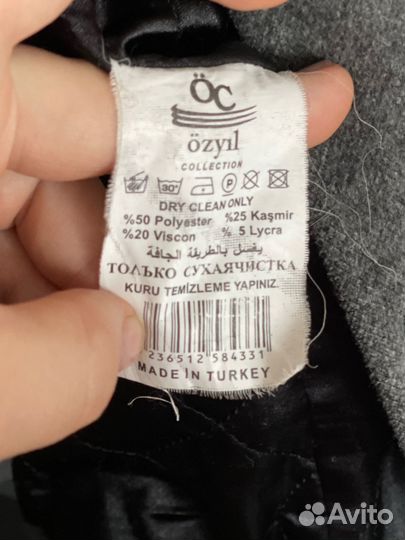 ÖC
özyıl
COLLECTION
30°
P
DRY CLEAN ONLY
%50 Polyester %25 Kaşmir
%20 Viscon % 5 Lycra
يغسل بالطريقة الجافة
ТОЛЬКО СУХАЯЧИСТКА
KURU TEMİZLEME YAPINIZ.
236512 584331
MADE İN TURKEY
Avito